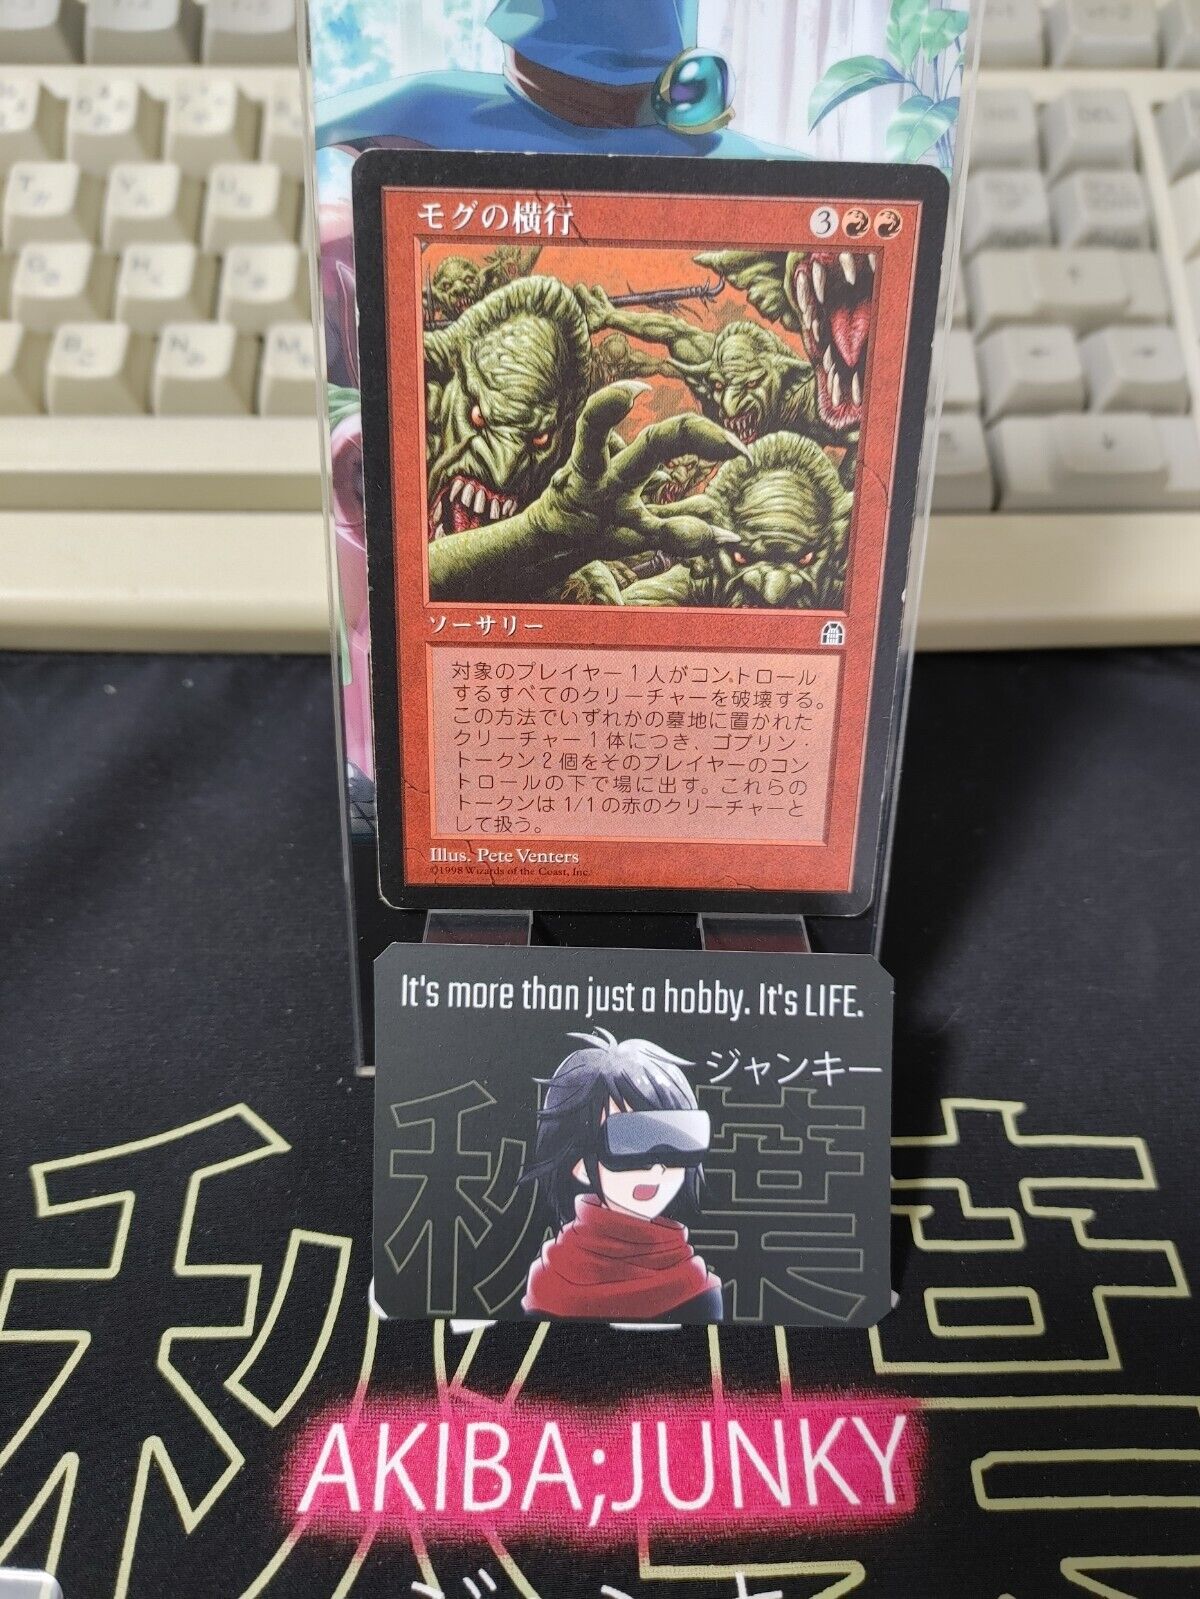 モグの横行
3
ソーサリー
対象のプレイヤー1人がコントロール
するすべてのクリーチャーを破壊する。
この方法でいずれかの墓地に置かれた
クリーチャー1体につき、ゴブリン・
トークン2個をそのプレイヤーのコン
トロールの下で場に出す。これらの
トークンは1/1の赤のクリーチャーと
して扱う。
Illus. Pete Venters
©1998 Wizards of the Coast, Inc.
It's more than just a hobby. It's LIFE.
ジャンキー
秋葉
AKIBA;JUNKY